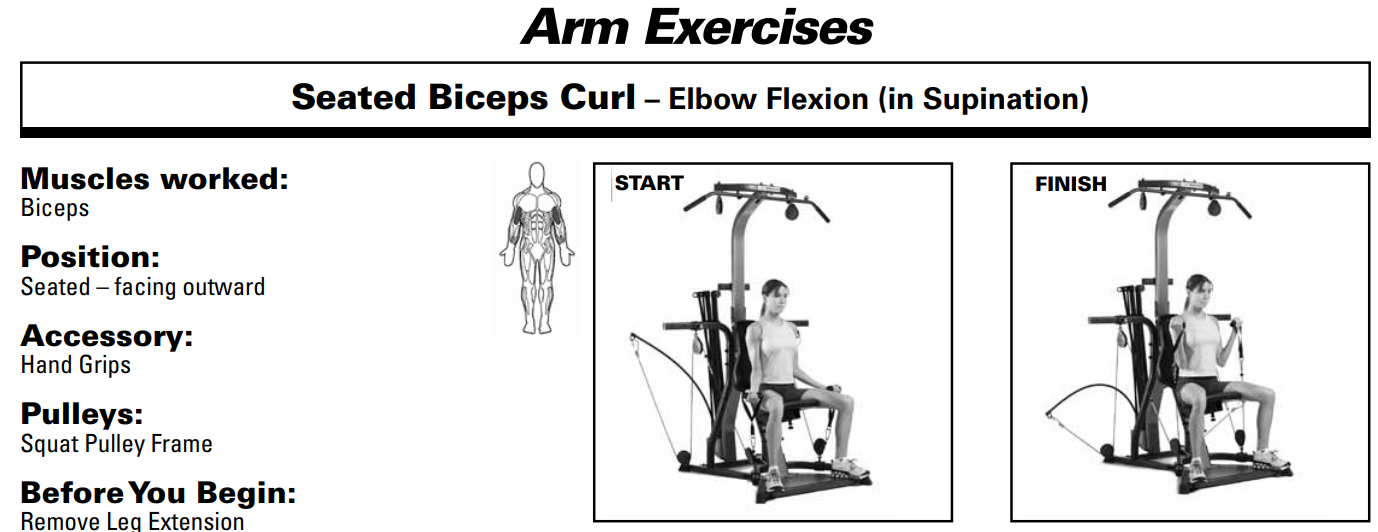 Arm Exercises
Seated Biceps Curl – Elbow Flexion (in Supination)
Muscles worked:
Biceps
Position:
Seated – facing outward
Accessory:
Hand Grips
Pulleys:
Squat Pulley Frame
Before You Begin:
Remove Leg Extension
START
FINISH